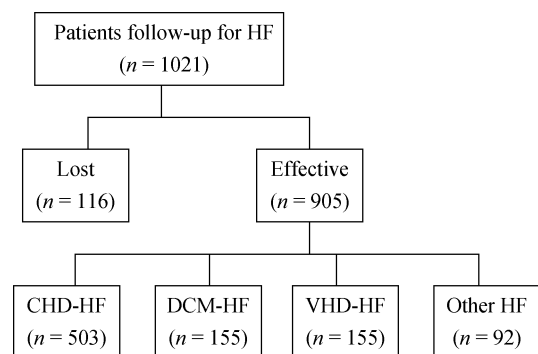 Patients follow-up for HF
(n = 1021)
Lost
(n = 116)
Effective
(n = 905)
CHD-HF
(n = 503)
DCM-HF
(n = 155)
VHD-HF
(n = 155)
Other HF
(n = 92)